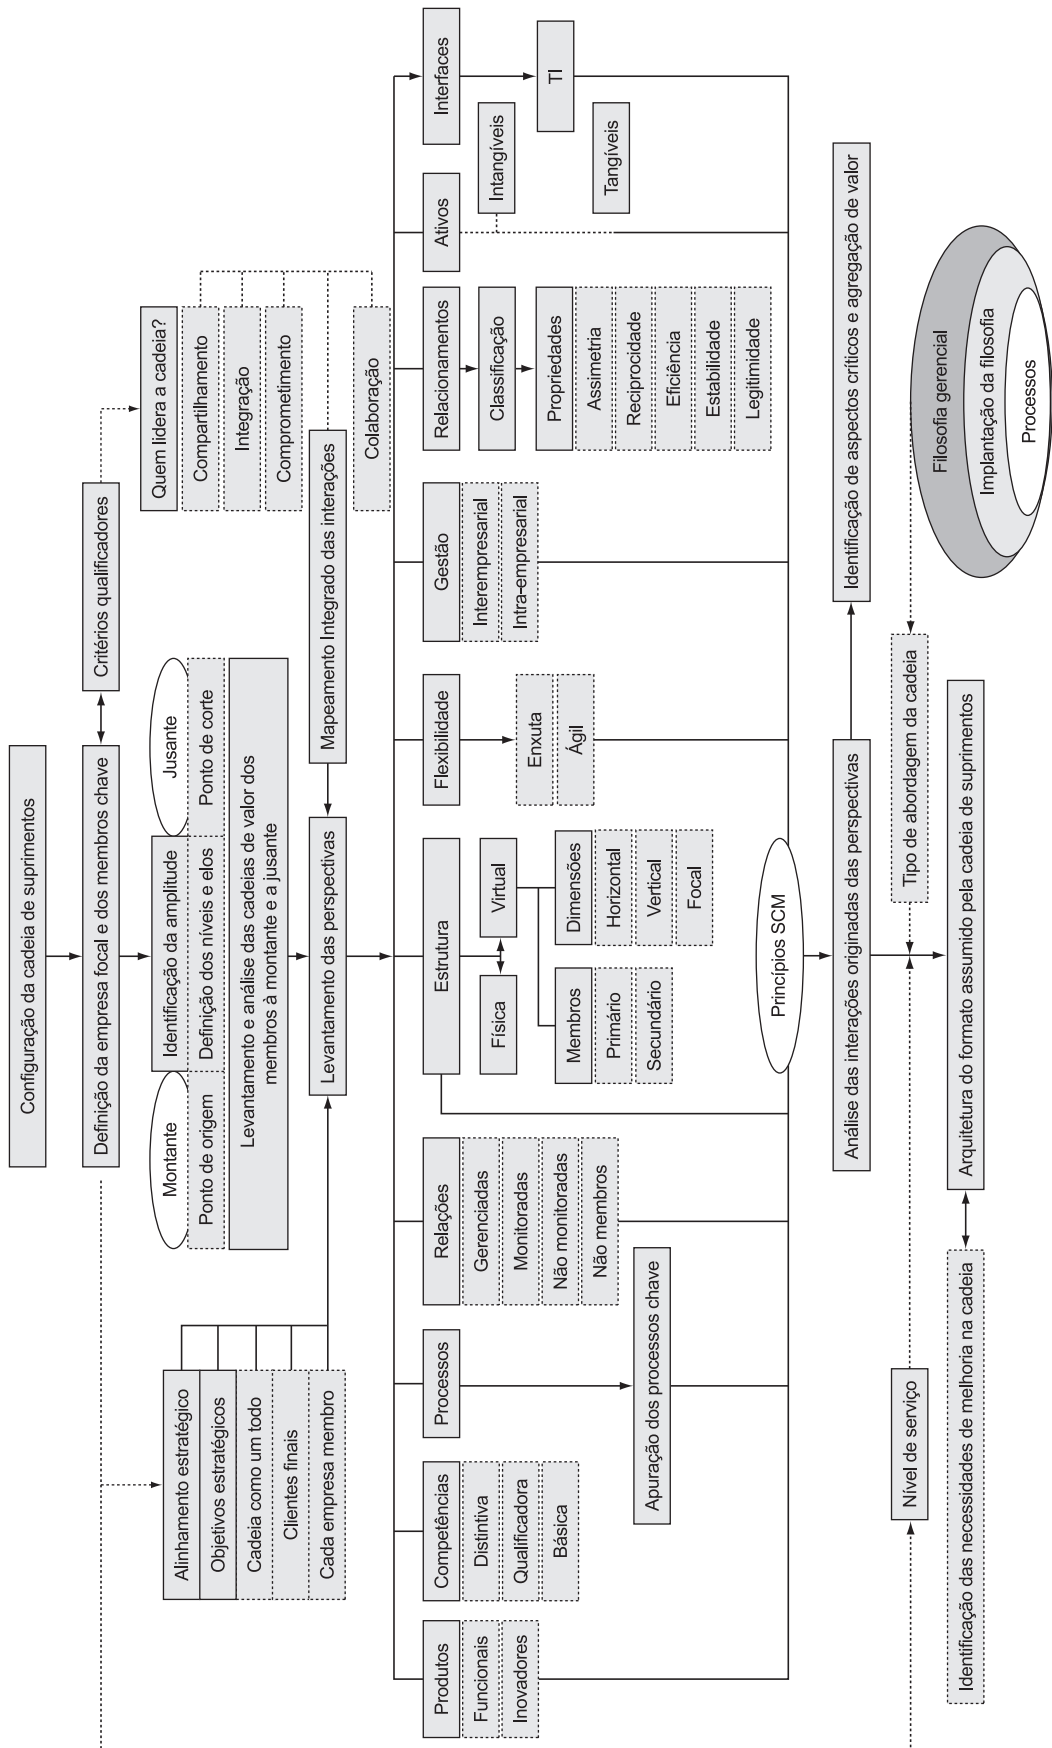 Configuração da cadeia de suprimentos
Definição da empresa focal e dos membros chave
Critérios qualificadores
Montante
Identificação da amplitude
Jusante
Ponto de origem
Definição dos níveis e elos
Ponto de corte
Levantamento e análise das cadeias de valor dos
membros à montante e a jusante
Alinhamento estratégico
Objetivos estratégicos
Cadeia como um todo
Clientes finais
Cada empresa membro
Quem lidera a cadeia?
Compartilhamento
Integração
Comprometimento
Colaboração
Levantamento das perspectivas
Mapeamento Integrado das interações
Produtos
Funcionais
Inovadores
Competências
Distintiva
Qualificadora
Básica
Processos
Apuração dos processos chave
Relações
Gerenciadas
Monitoradas
Não monitoradas
Não membros
Estrutura
Física
Virtual
Membros
Primário
Secundário
Dimensões
Horizontal
Vertical
Focal
Flexibilidade
Enxuta
Ágil
Gestão
Interempresarial
Intra-empresarial
Relacionamentos
Classificação
Propriedades
Assimetria
Reciprocidade
Eficiência
Estabilidade
Legitimidade
Ativos
Intangíveis
Tangíveis
Interfaces
TI
Princípios SCM
Análise das interações originadas das perspectivas
Identificação de aspectos críticos e agregação de valor
Nível de serviço
Tipo de abordagem da cadeia
Identificação das necessidades de melhoria na cadeia
Arquitetura do formato assumido pela cadeia de suprimentos
Filosofia gerencial
Implantação da filosofia
Processos